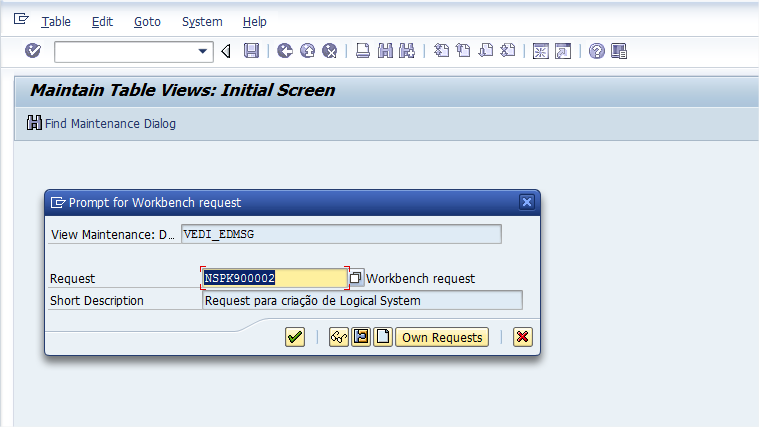 Table Edit Goto System Help
Maintain Table Views: Initial Screen
Find Maintenance Dialog
Prompt for Workbench request
View Maintenance: D... VEDI_EDMSG
Request NSPK900002 Workbench request
Short Description Request para criação de Logical System
Own Requests